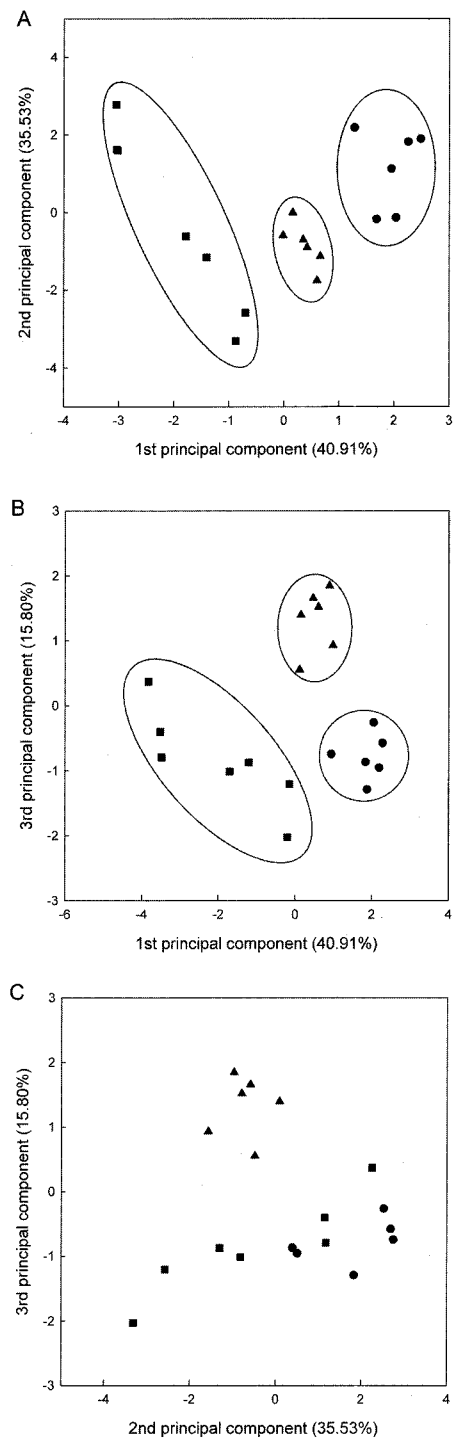 A
4
2
0
-2
-4
2nd principal component (35.53%)
-4 -3 -2 -1 0 1 2 3
1st principal component (40.91%)
B
3
2
1
0
-1
-2
-3
3rd principal component (15.80%)
-6 -4 -2 0 2 4
1st principal component (40.91%)
C
3
2
1
0
-1
-2
-3
3rd principal component (15.80%)
-4 -2 0 2 4
2nd principal component (35.53%)